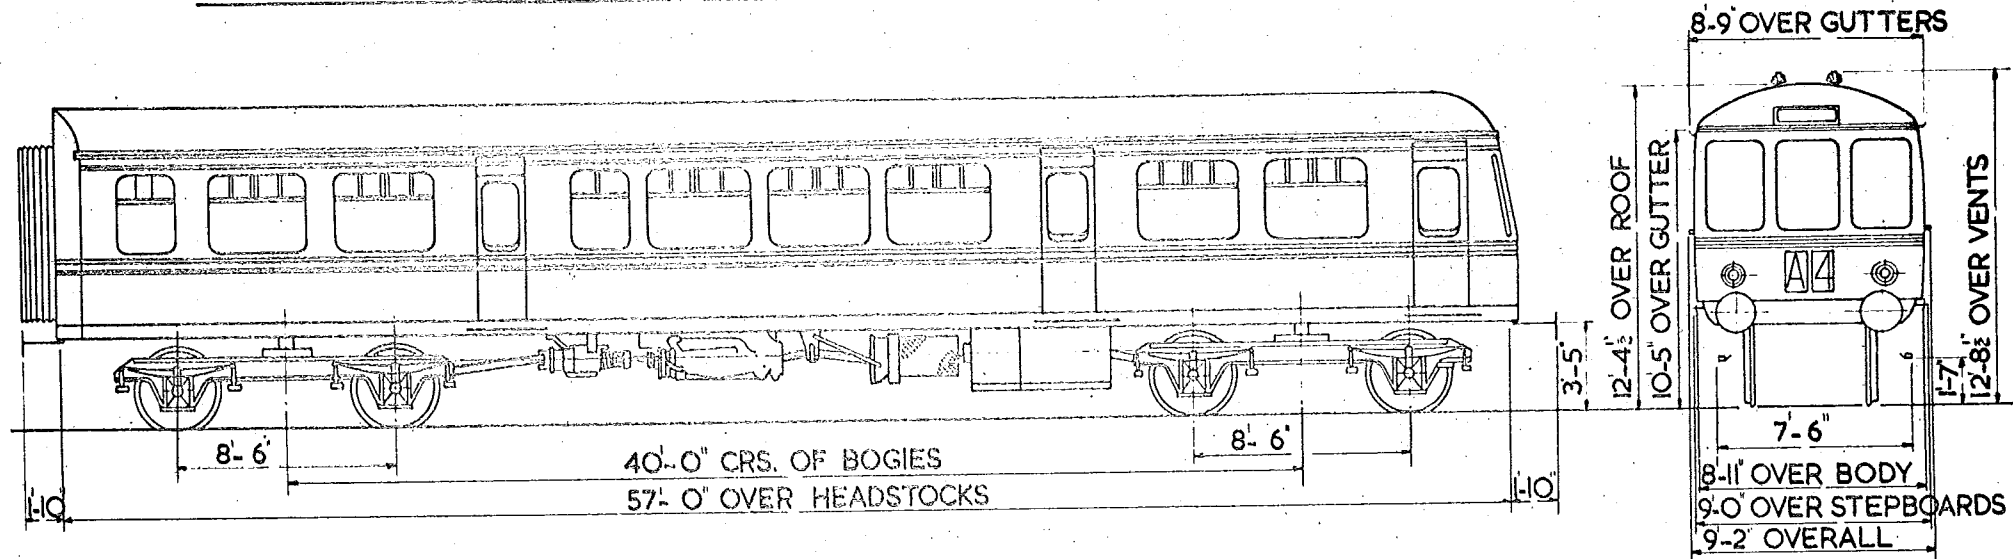 8'-9" OVER GUTTERS
12'-4½" OVER ROOF
10'-5" OVER GUTTER
12'-8½" OVER VENTS
A4
3'-5"
1'-7"
8'-6"
8'-6"
7'-6"
40'-0" CRS. OF BOGIES
8'-11" OVER BODY
1'-10"
57'-0" OVER HEADSTOCKS
1'-10"
9'-0" OVER STEPBOARDS
9'-2" OVERALL